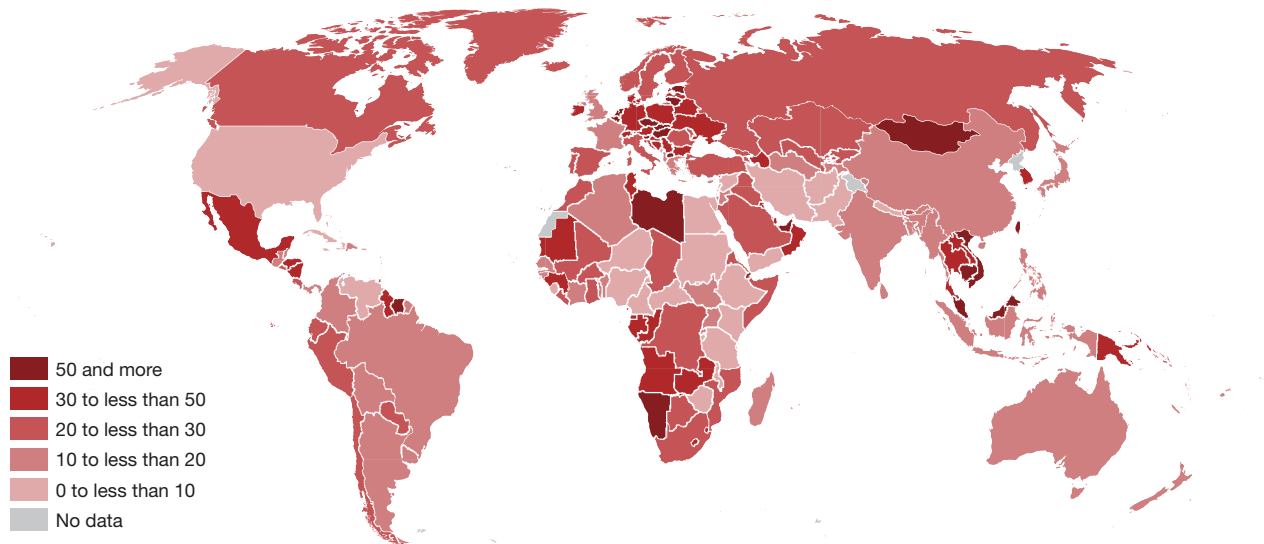 50 and more
30 to less than 50
20 to less than 30
10 to less than 20
0 to less than 10
No data